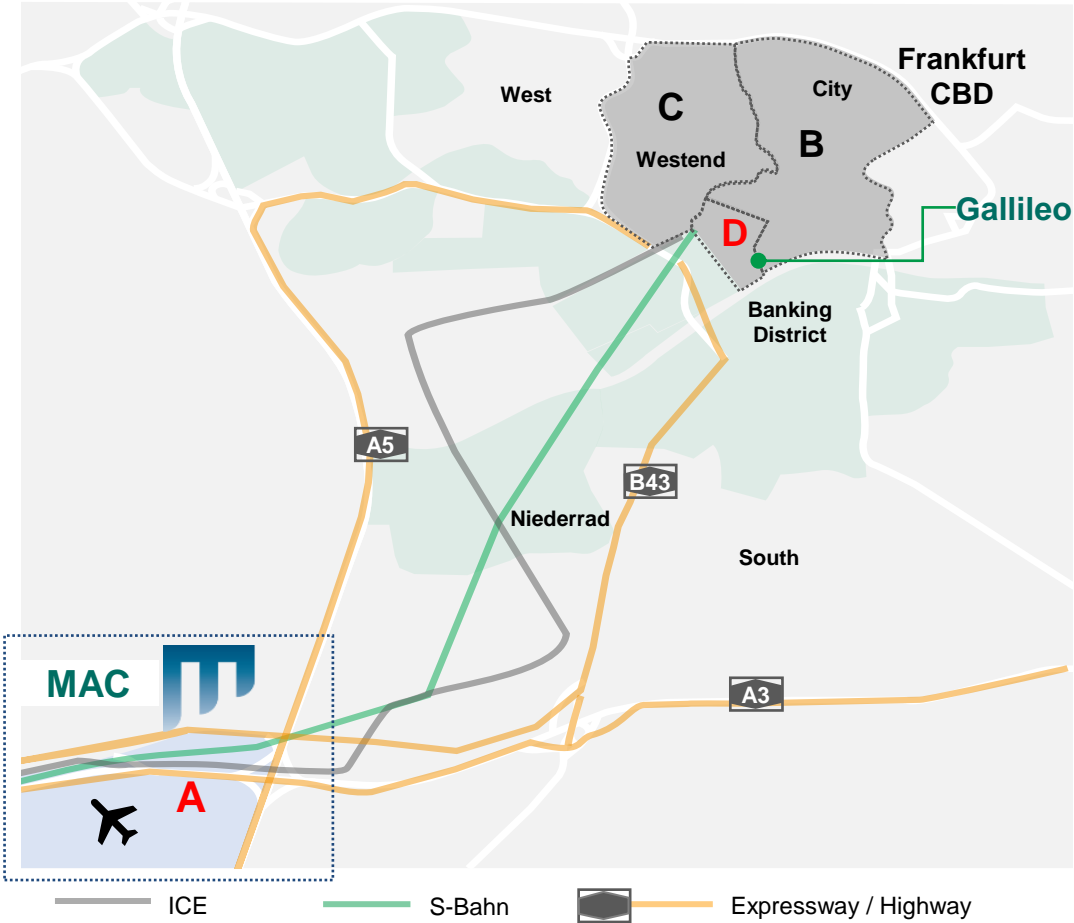 Frankfurt
CBD
City
West
C
B
Westend
Gallileo
D
Banking
District
A5
B43
Niederrad
South
MAC
A3
A
ICE
S-Bahn
Expressway / Highway